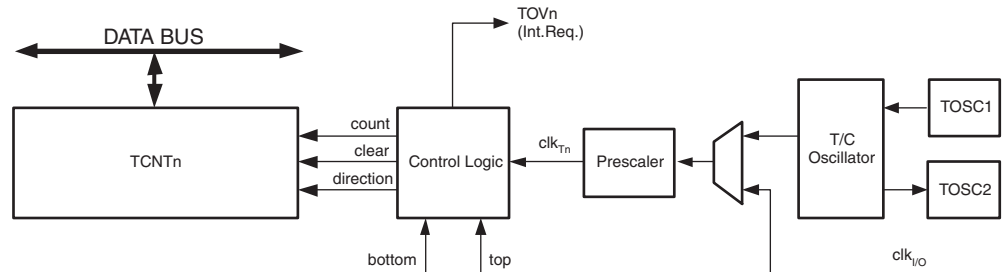 TOVn
(Int.Req.)
DATA BUS
TCNTn
count
clear
direction
Control Logic
clkTn
Prescaler
T/C
Oscillator
TOSC1
TOSC2
bottom
top
clkI/O